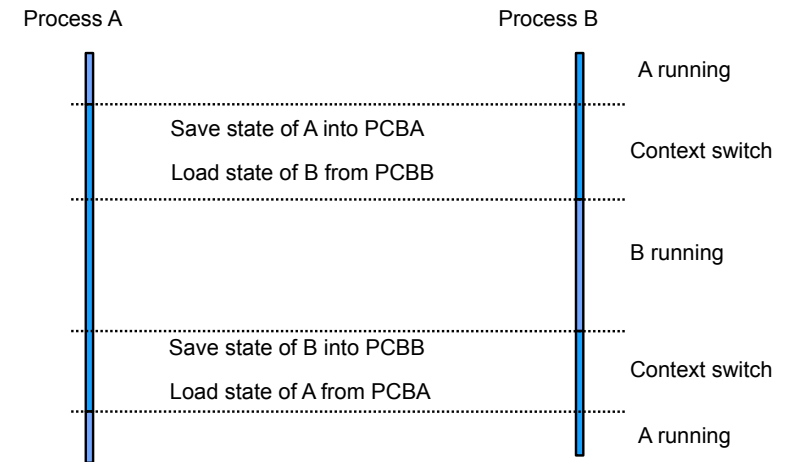 Process A
Process B
A running
Save state of A into PCBA
Context switch
Load state of B from PCBB
B running
Save state of B into PCBB
Context switch
Load state of A from PCBA
A running